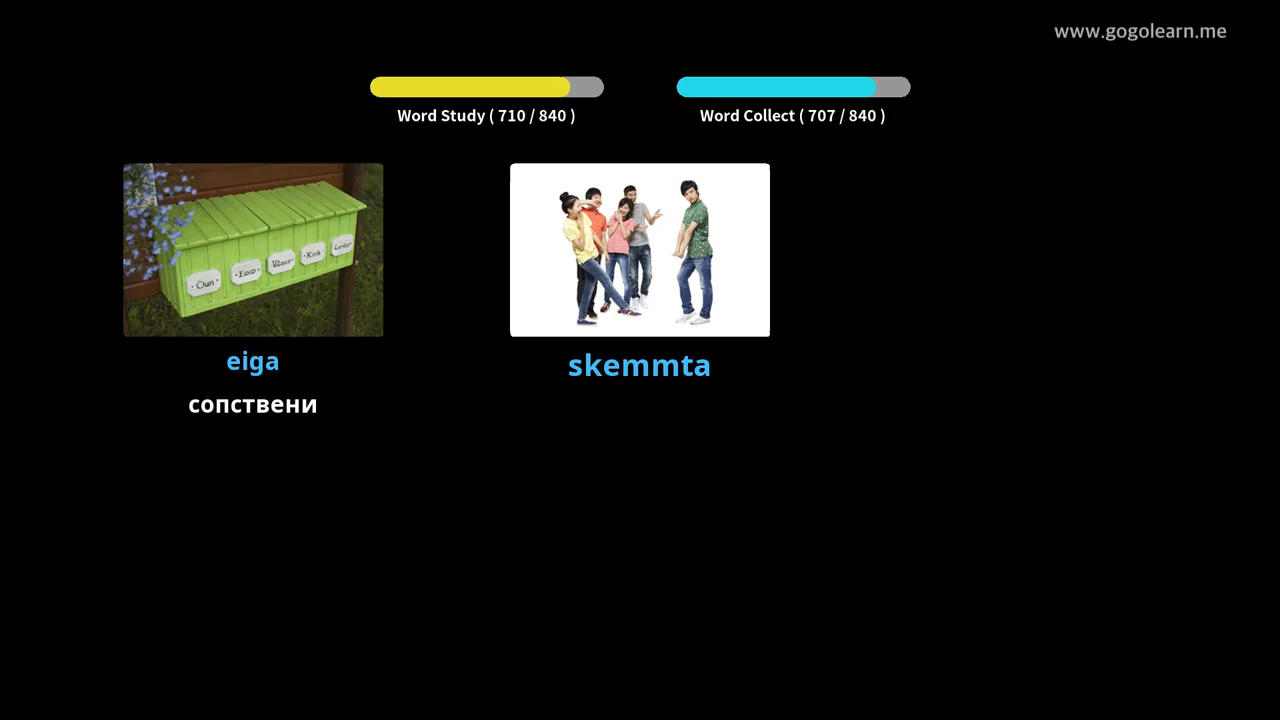 www.gogolearn.me
Word Study ( 710 / 840 )
Word Collect ( 707 / 840 )
eiga
skemmta
сопствени